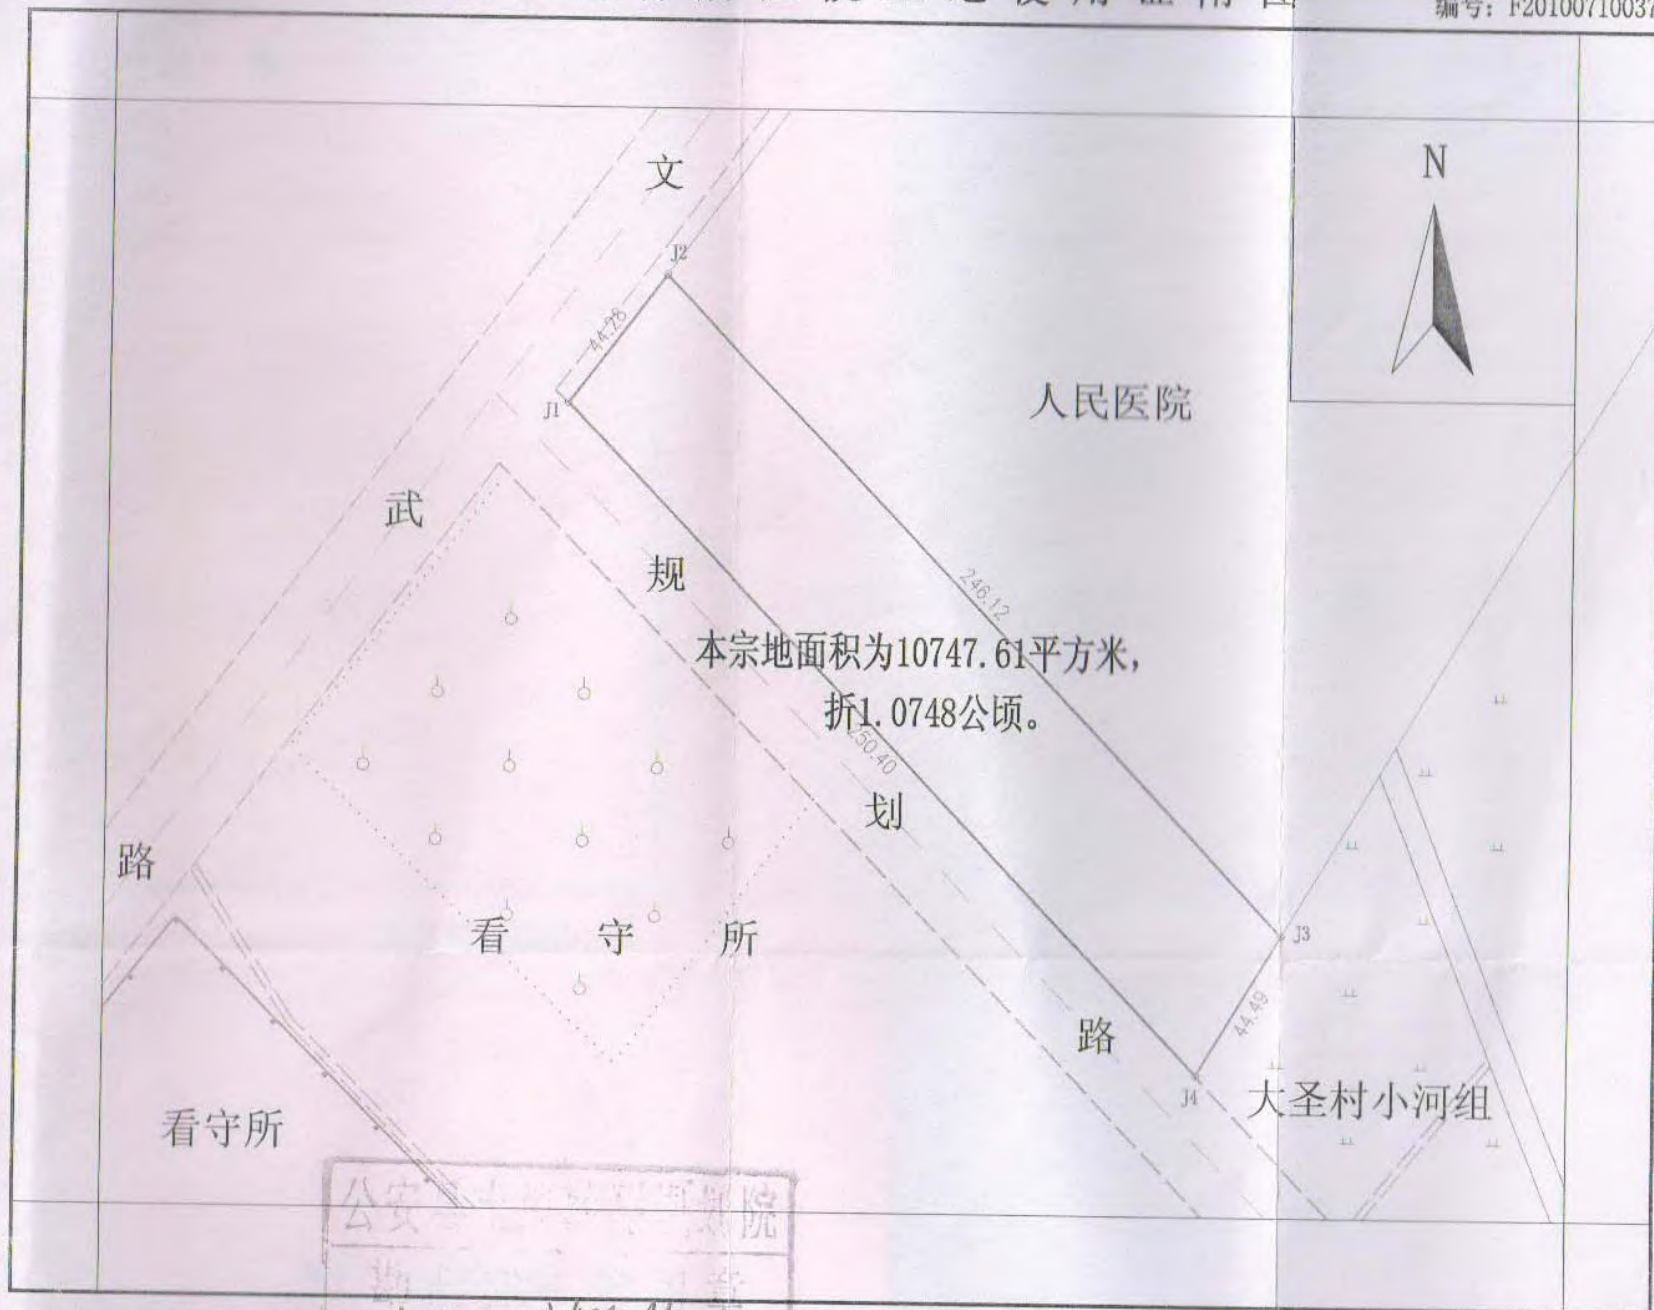 编号: F20100710037
文
N
J2
44.28
J1
人民医院
武
规
246.12
本宗地面积为10747.61平方米,
折1.0748公顷。
250.40
划
路
看 守 所
J3
44.49
路
J4
大圣村小河组
看守所
公安
院